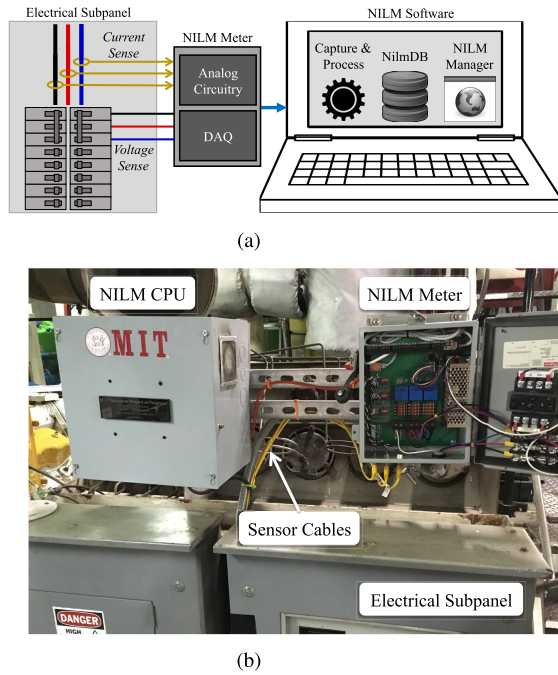 Electrical Subpanel
NILM Software
Current
Sense
NILM Meter
Analog
Circuitry
DAQ
Voltage
Sense
Capture &
Process
NilmDB
NILM
Manager
(a)
NILM CPU
NILM Meter
MIT
Sensor Cables
Electrical Subpanel
DANGER
HIGH
(b)